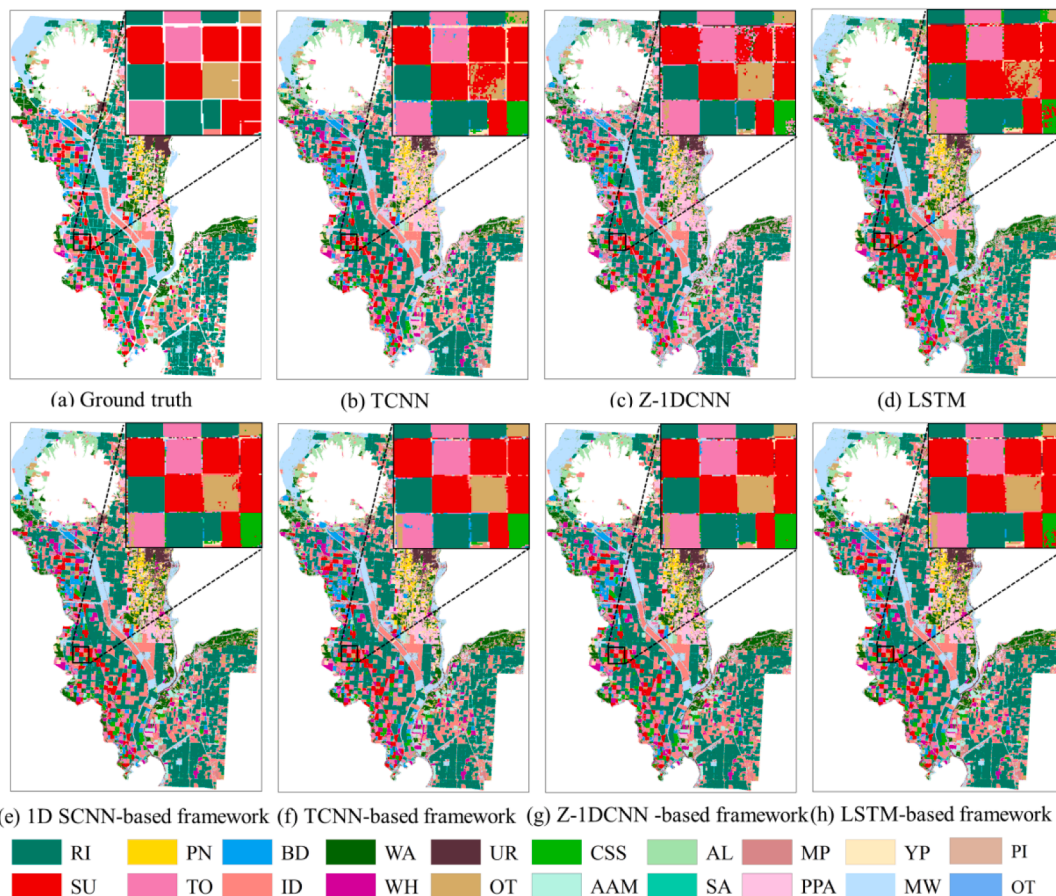 (a) Ground truth (b) TCNN (c) Z-1DCNN (d) LSTM
(e) 1D SCNN-based framework (f) TCNN-based framework (g) Z-1DCNN -based framework (h) LSTM-based framework
RI PN BD WA UR CSS AL MP YP PI
SU TO ID WH OT AAM SA PPA MW OT